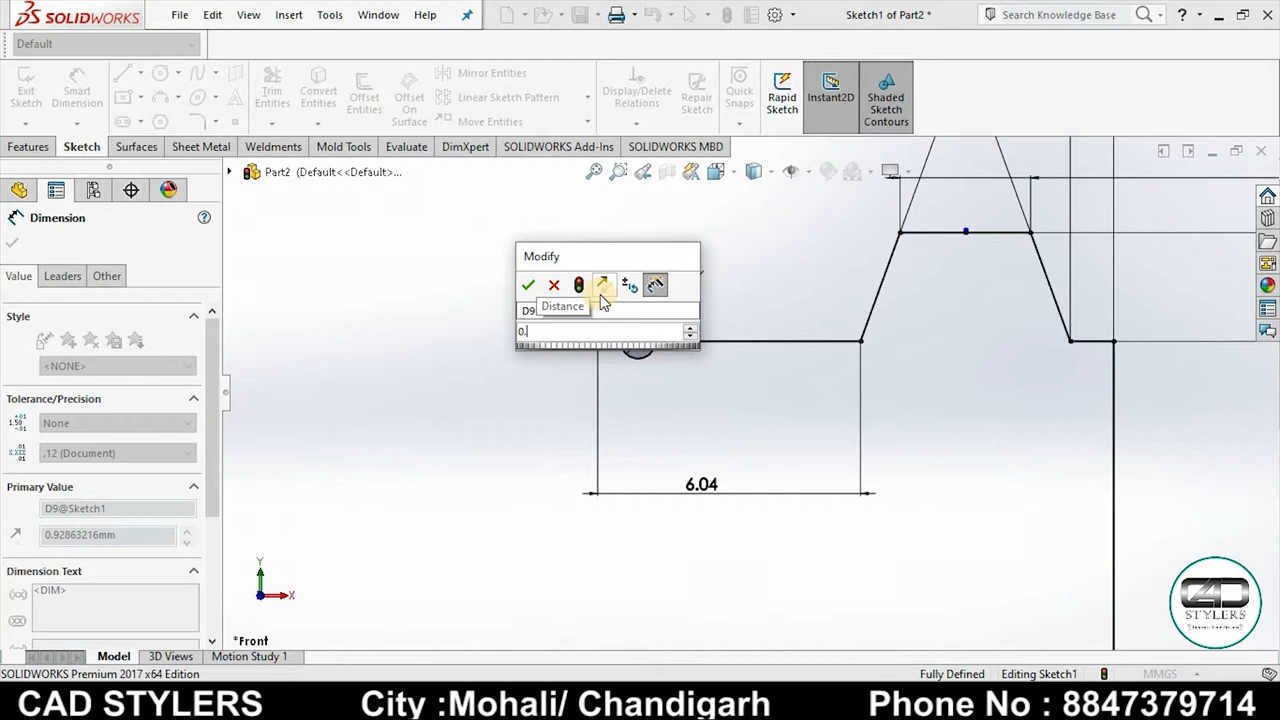 SOLIDWORKS
File Edit View Insert Tools Window Help
Sketch1 of Part2 *
Search Knowledge Base
?
Default
Exit Sketch
Smart Dimension
Trim Entities
Convert Entities
Offset Entities
Offset On Surface
Mirror Entities
Linear Sketch Pattern
Move Entities
Display/Delete Relations
Repair Sketch
Quick Snaps
Rapid Sketch
Instant2D
Shaded Sketch Contours
Features Sketch Surfaces Sheet Metal Weldments Mold Tools Evaluate DimXpert SOLIDWORKS Add-Ins SOLIDWORKS MBD
Part2 (Default<<Default>...
Dimension
Value Leaders Other
Style
<NONE>
Tolerance/Precision
None
.12 (Document)
Primary Value
D9@Sketch1
0.92863216mm
Dimension Text
<DIM>
Modify
D9
Distance
0.
6.04
Y
X
*Front
CAD
STYLERS
Model 3D Views Motion Study 1
SOLIDWORKS Premium 2017 x64 Edition
Fully Defined Editing Sketch1 MMGS
CAD STYLERS City :Mohali/ Chandigarh Phone No : 8847379714